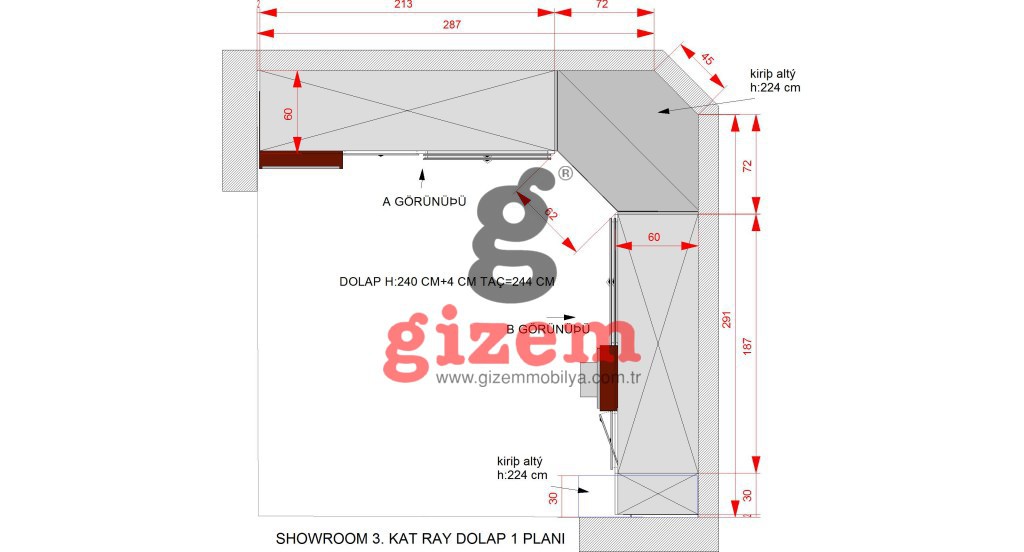 213
72
287
45
kiriþ altý
h:224 cm
60
72
A GÖRÜNÜÞÜ
®
g
62
60
DOLAP H:240 CM+4 CM TAÇ=244 CM
291
B GÖRÜNÜÞÜ
187
gizem
www.gizemmobilya.com.tr
kiriþ altý
h:224 cm
30
30
SHOWROOM 3. KAT RAY DOLAP 1 PLANI